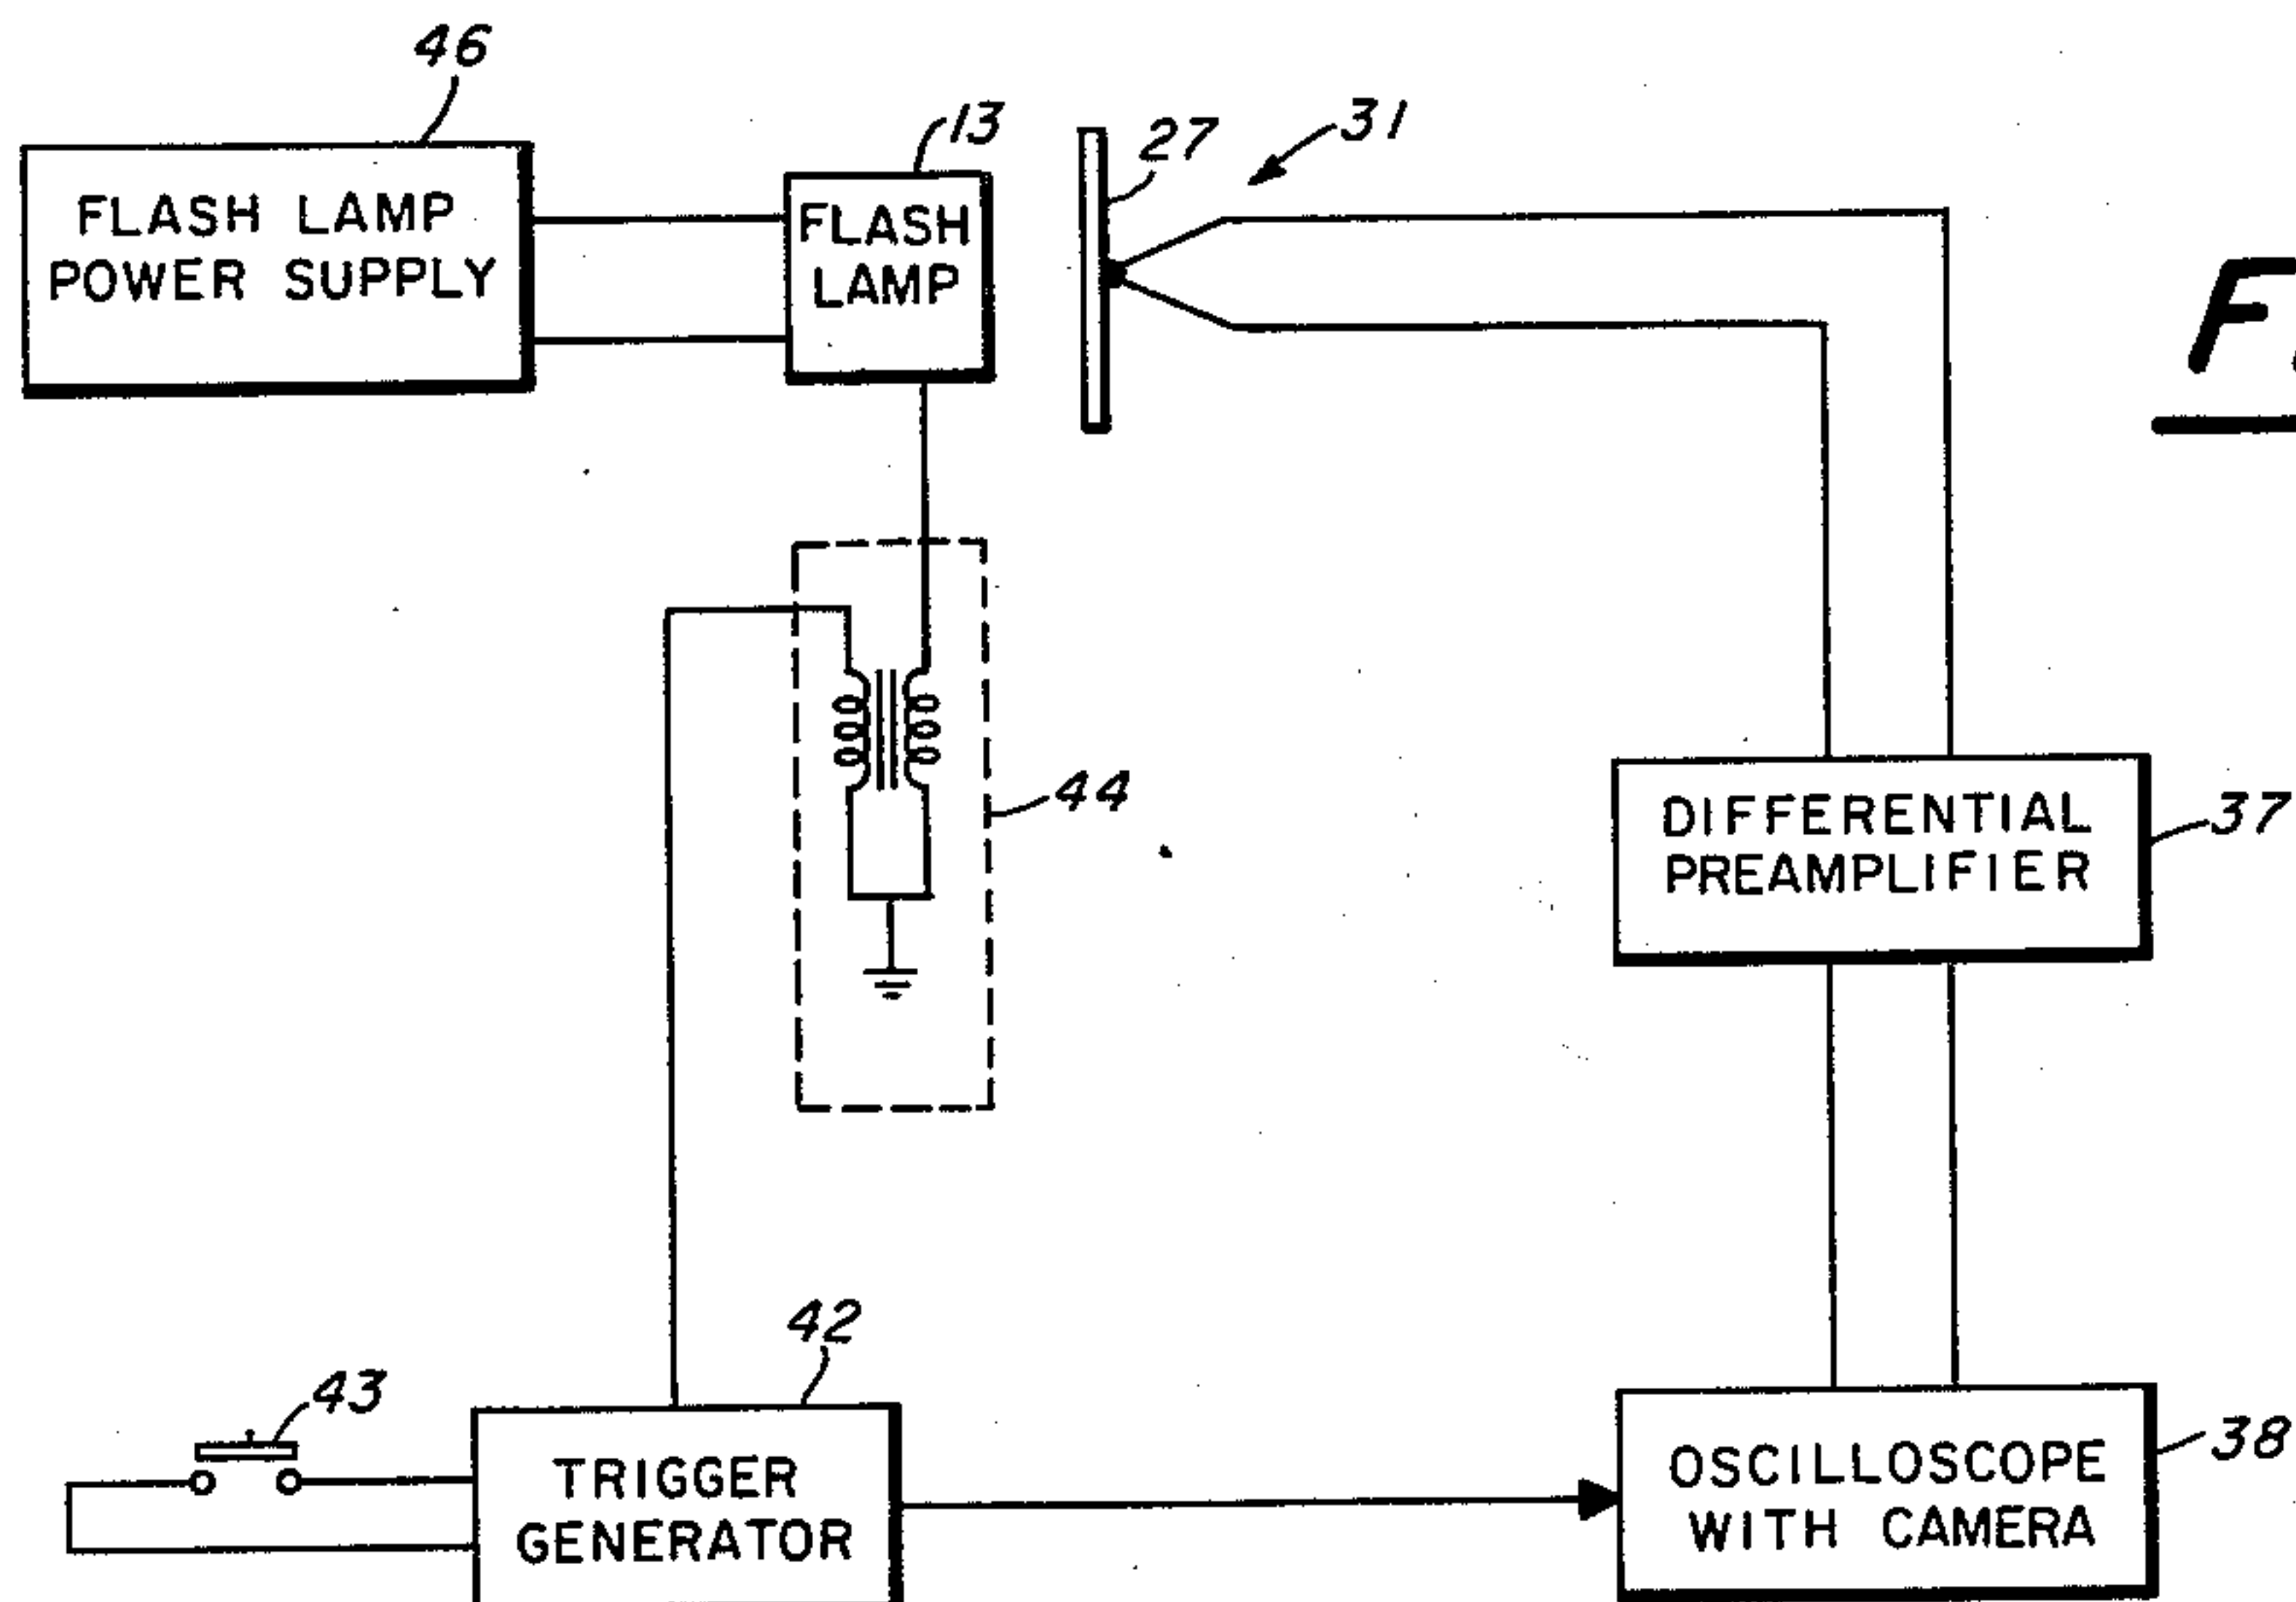 46
13
27
31
FLASH LAMP
POWER SUPPLY
FLASH
LAMP
44
DIFFERENTIAL
PREAMPLIFIER
37
42
43
TRIGGER
GENERATOR
OSCILLOSCOPE
WITH CAMERA
38